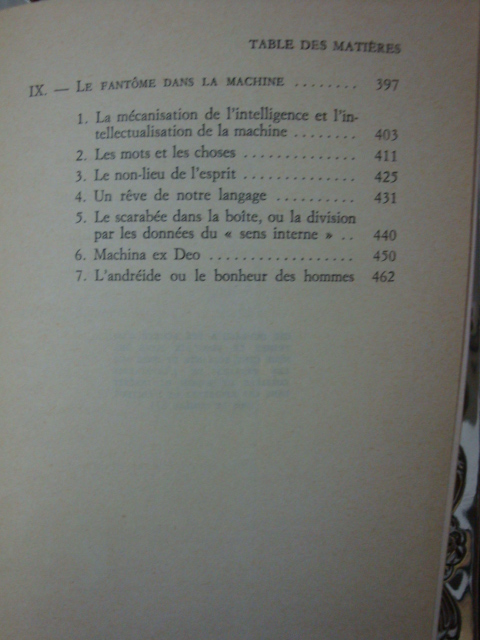 TABLE DES MATIÈRES
IX. — LE FANTÔME DANS LA MACHINE ........ 397
1. La mécanisation de l'intelligence et l'in-
tellectualisation de la machine ........ 403
2. Les mots et les choses .............. 411
3. Le non-lieu de l'esprit .............. 425
4. Un rêve de notre langage .......... 431
5. Le scarabée dans la boîte, ou la division
par les données du « sens interne » .. 440
6. Machina ex Deo .................. 450
7. L'andréide ou le bonheur des hommes 462